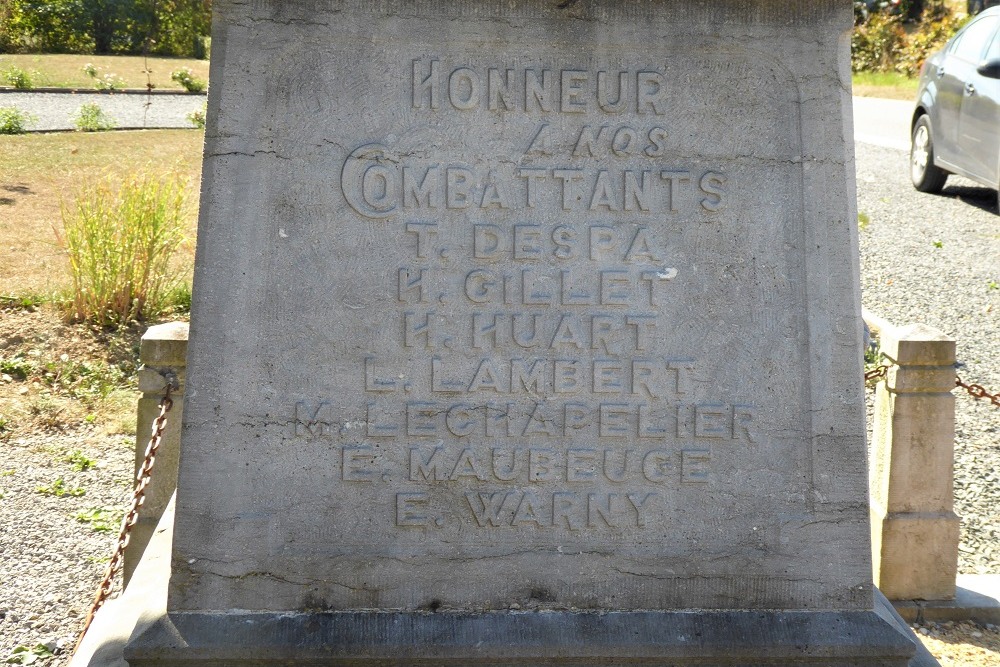 HONNEUR
A NOS
COMBATTANTS
T. DESPA
H. GILLET
H. HUART
L. LAMBERT
M. LECHAPELIER
E. MAUBEUGE
E. WARNY